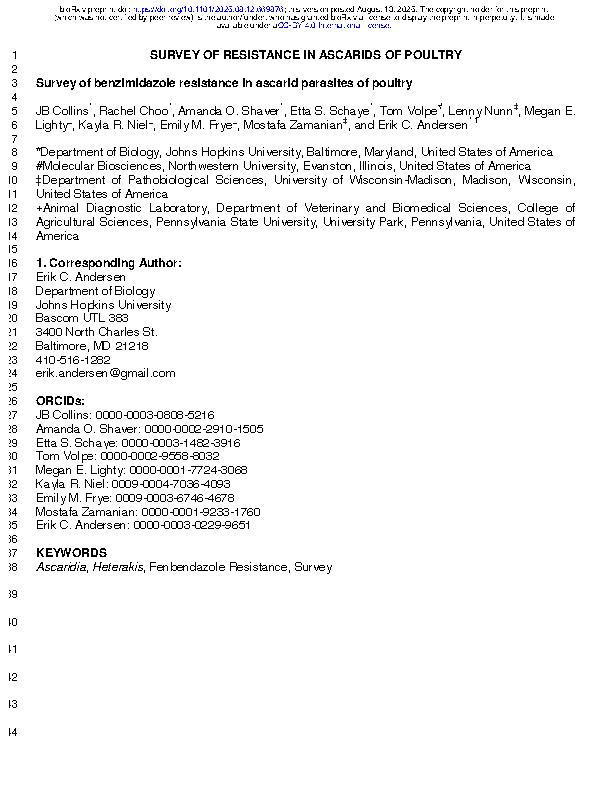 bioRxiv preprint doi: https://doi.org/10.1101/2025.08.12.669876; this version posted August 13, 2025. The copyright holder for this preprint
(which was not certified by peer review) is the author/funder, who has granted bioRxiv a license to display the preprint in perpetuity. It is made
available under aCC-BY 4.0 International license.
1 SURVEY OF RESISTANCE IN ASCARIDS OF POULTRY
2
3 Survey of benzimidazole resistance in ascarid parasites of poultry
4
5 JB Collins*, Rachel Choo*, Amanda O. Shaver*, Etta S. Schaye*, Tom Volpe*#, Lenny Nunn‡, Megan E.
6 Lighty+, Kayla R. Niel+, Emily M. Frye+, Mostafa Zamanian‡, and Erik C. Andersen*1
7
8 *Department of Biology, Johns Hopkins University, Baltimore, Maryland, United States of America
9 #Molecular Biosciences, Northwestern University, Evanston, Illinois, United States of America
10 ‡Department of Pathobiological Sciences, University of Wisconsin-Madison, Madison, Wisconsin,
11 United States of America
12 +Animal Diagnostic Laboratory, Department of Veterinary and Biomedical Sciences, College of
13 Agricultural Sciences, Pennsylvania State University, University Park, Pennsylvania, United States of
14 America
15
16 1. Corresponding Author:
17 Erik C. Andersen
18 Department of Biology
19 Johns Hopkins University
20 Bascom UTL 383
21 3400 North Charles St.
22 Baltimore, MD 21218
23 410-516-1282
24 erik.andersen@gmail.com
25
26 ORCIDs:
27 JB Collins: 0000-0003-0808-5216
28 Amanda O. Shaver: 0000-0002-2910-1505
29 Etta S. Schaye: 0000-0003-1482-3916
30 Tom Volpe: 0000-0002-9558-8032
31 Megan E. Lighty: 0000-0001-7724-3068
32 Kayla R. Niel: 0009-0004-7036-4093
33 Emily M. Frye: 0009-0003-6746-4678
34 Mostafa Zamanian: 0000-0001-9233-1760
35 Erik C. Andersen: 0000-0003-0229-9651
36
37 KEYWORDS
38 Ascaridia, Heterakis, Fenbendazole Resistance, Survey
39
40
41
42
43
44